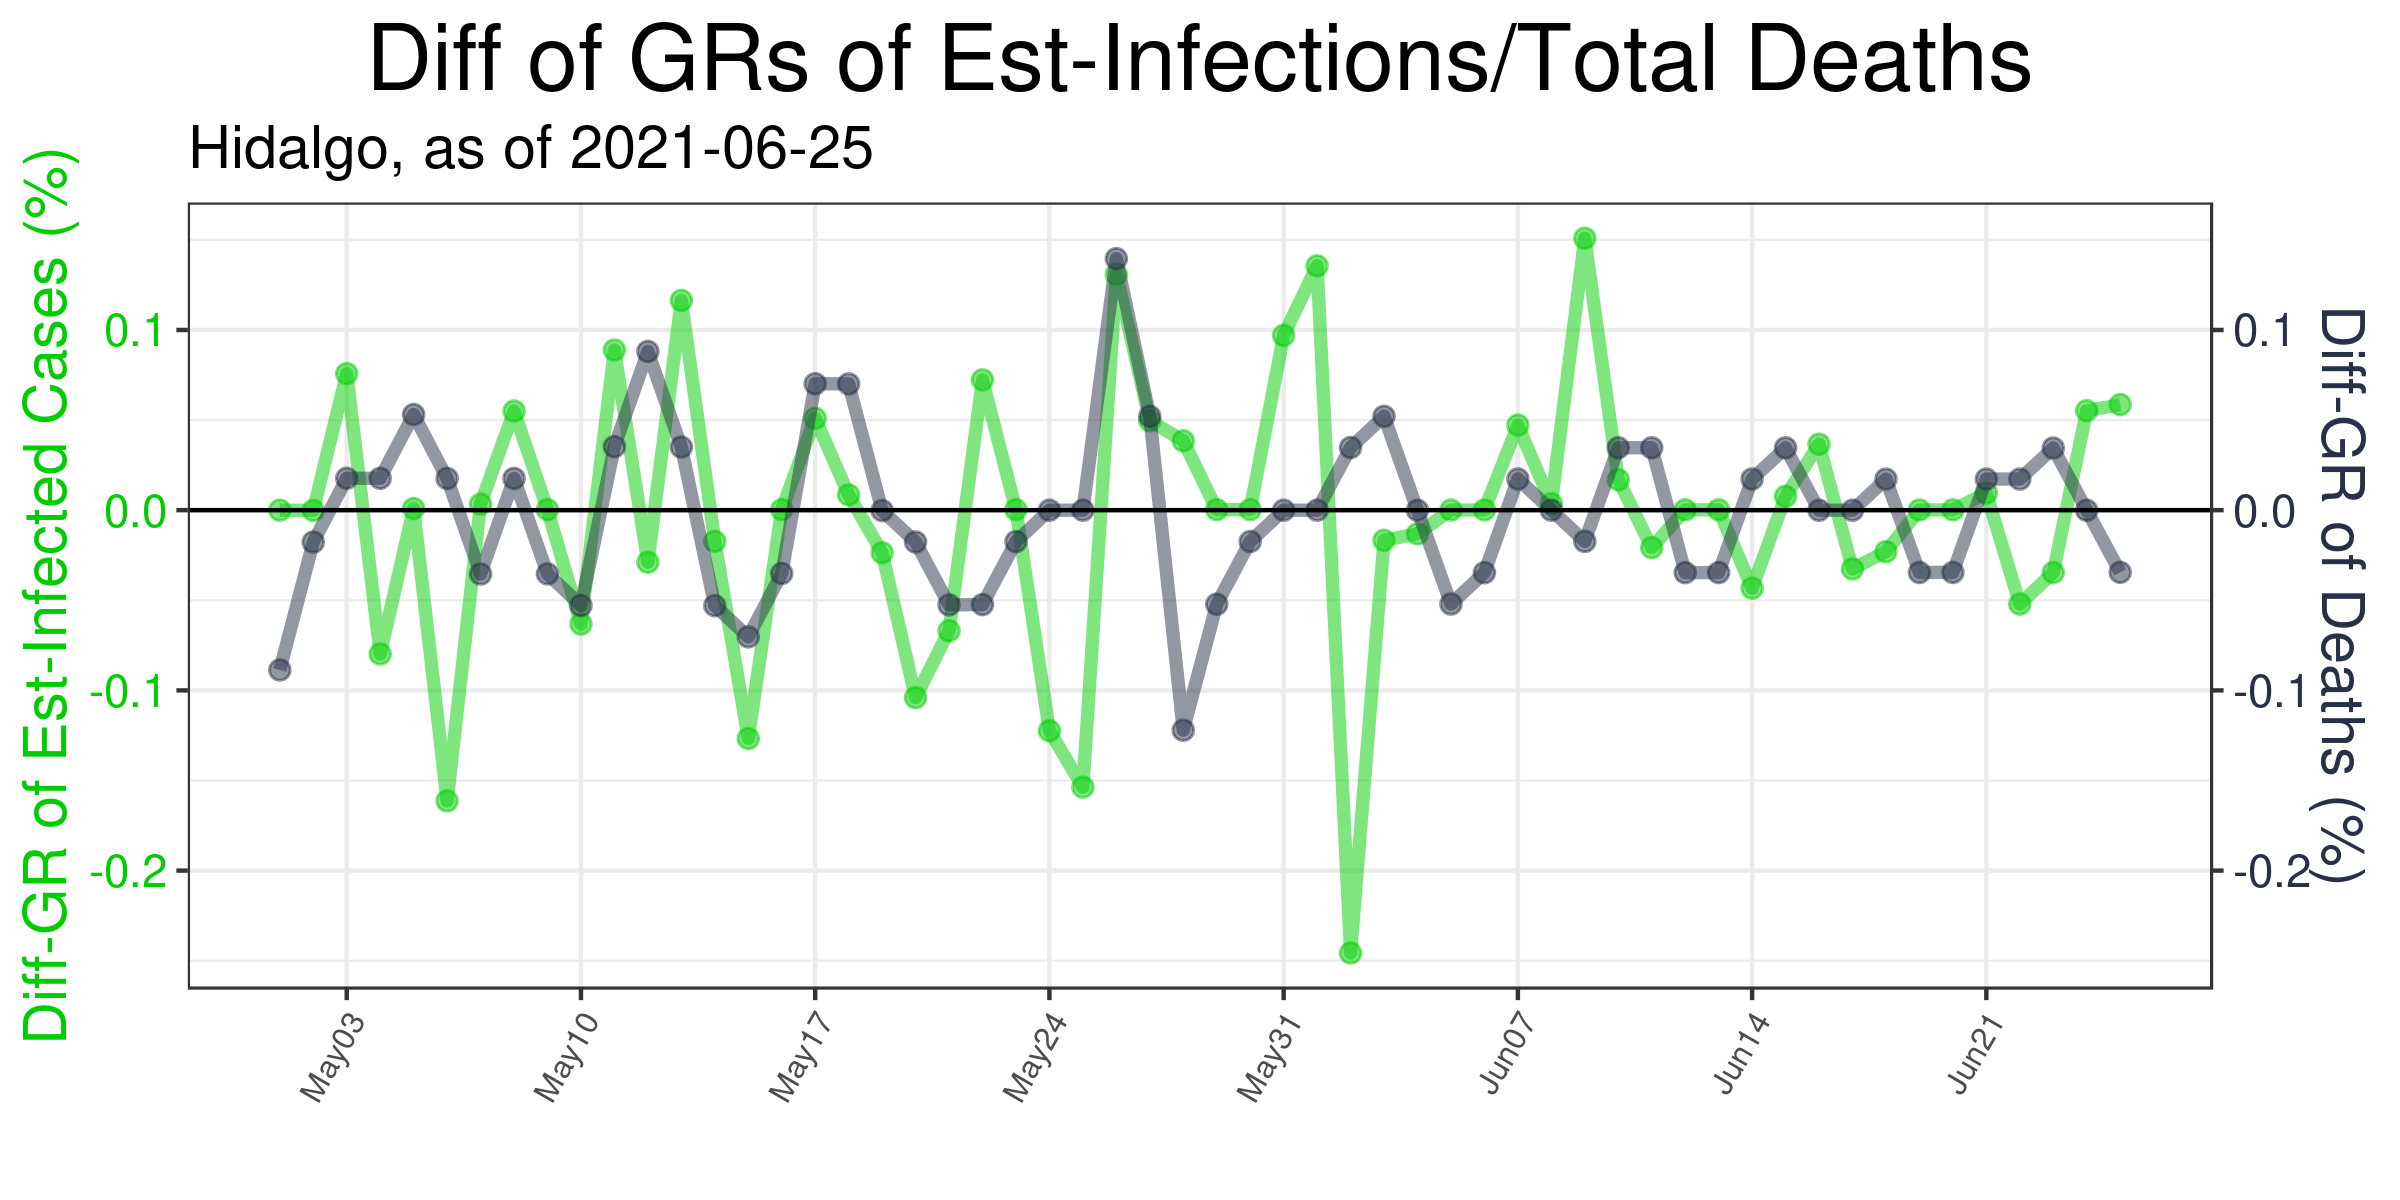 Diff of GRs of Est-Infections/Total Deaths
Hidalgo, as of 2021-06-25
Diff-GR of Est-Infected Cases (%)
0.1
0.0
-0.1
-0.2
0.1
0.0
-0.1
-0.2
Diff-GR of Deaths (%)
May03
May10
May17
May24
May31
Jun07
Jun14
Jun21